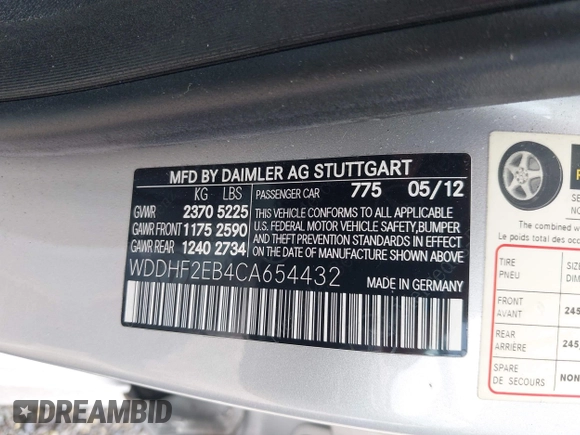 MFD BY DAIMLER AG STUTTGART
KG LBS PASSENGER CAR 775 05/12
GVWR 2370 5225
GAWR FRONT 1175 2590
GAWR REAR 1240 2734
THIS VEHICLE CONFORMS TO ALL APPLICABLE
U.S. FEDERAL MOTOR VEHICLE SAFETY,BUMPER
AND THEFT PREVENTION STANDARDS IN EFFECT
ON THE DATE OF MANUFACTURE SHOWN ABOVE.
WDDHF2EB4CA654432
MADE IN GERMANY
The combined
Le poids total des occu
TIRE
PNEU
SIZ
DIM
FRONT
AVANT
245
REAR
ARRIÈRE
245
SPARE
DE SECOURS
NON
DREAMBID